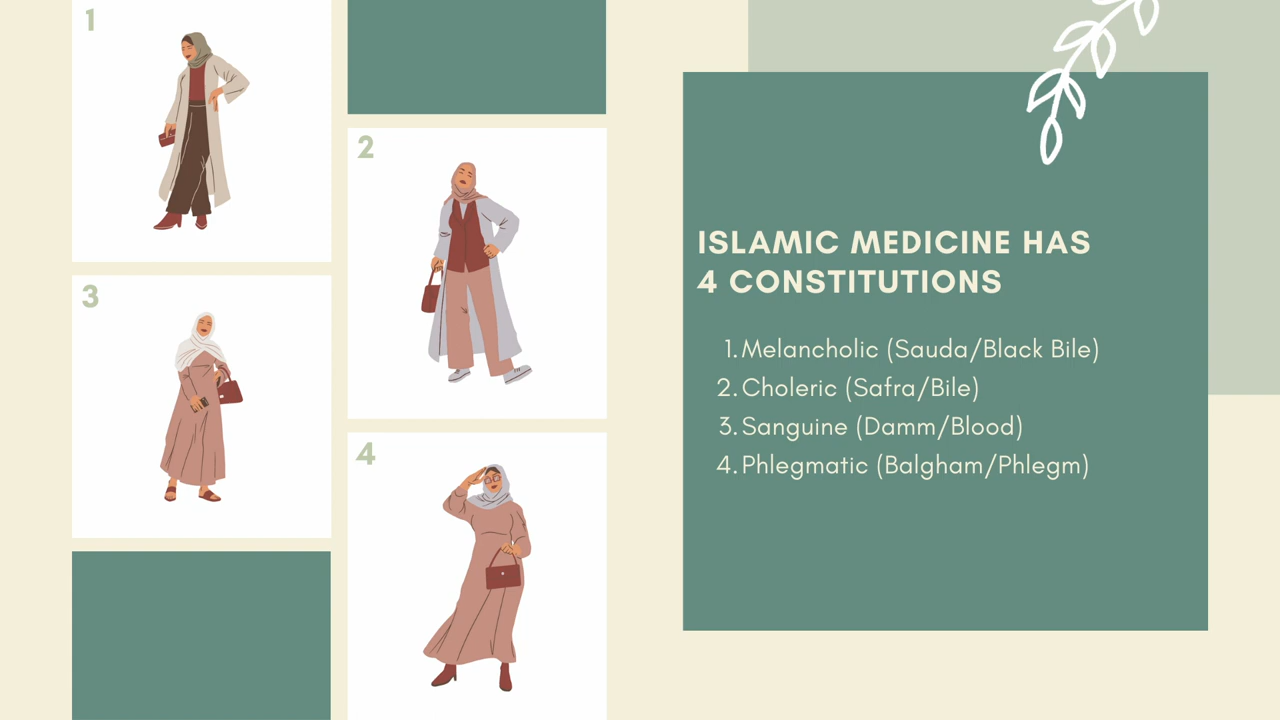 1
2
3
4
ISLAMIC MEDICINE HAS
4 CONSTITUTIONS
1. Melancholic (Sauda/Black Bile)
2. Choleric (Safra/Bile)
3. Sanguine (Damm/Blood)
4. Phlegmatic (Balgham/Phlegm)